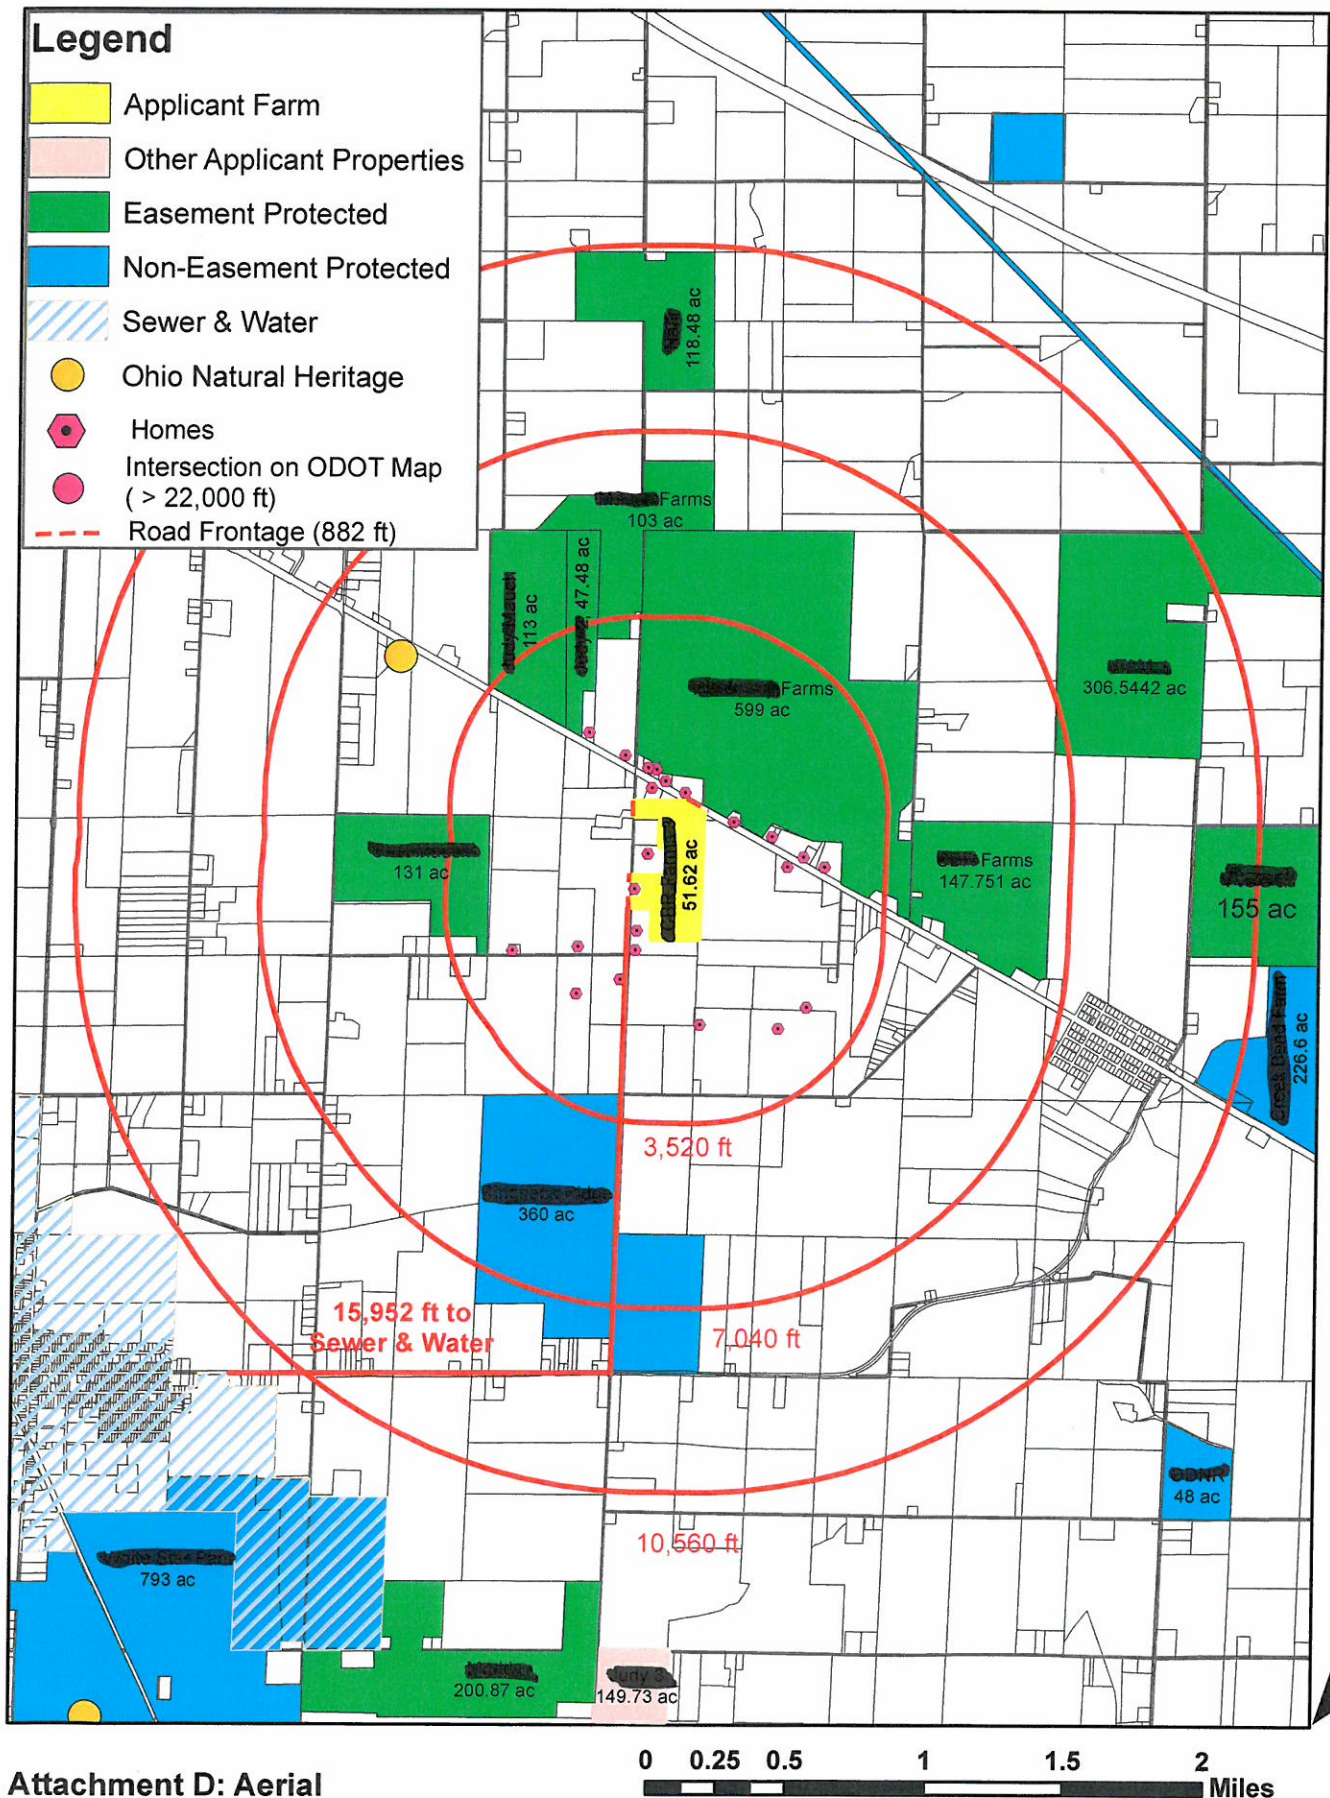 Legend
Applicant Farm
Other Applicant Properties
Easement Protected
Non-Easement Protected
Sewer & Water
Ohio Natural Heritage
Homes
Intersection on ODOT Map
( > 22,000 ft)
Road Frontage (882 ft)
118.48 ac
Farms
103 ac
113 ac
47.48 ac
Farms
599 ac
306.5442 ac
131 ac
51.62 ac
Farms
147.751 ac
155 ac
226.6 ac
3,520 ft
360 ac
15,952 ft to
Sewer & Water
7,040 ft
48 ac
10,560 ft
793 ac
200.87 ac
149.73 ac
Attachment D: Aerial
0 0.25 0.5 1 1.5 2
Miles